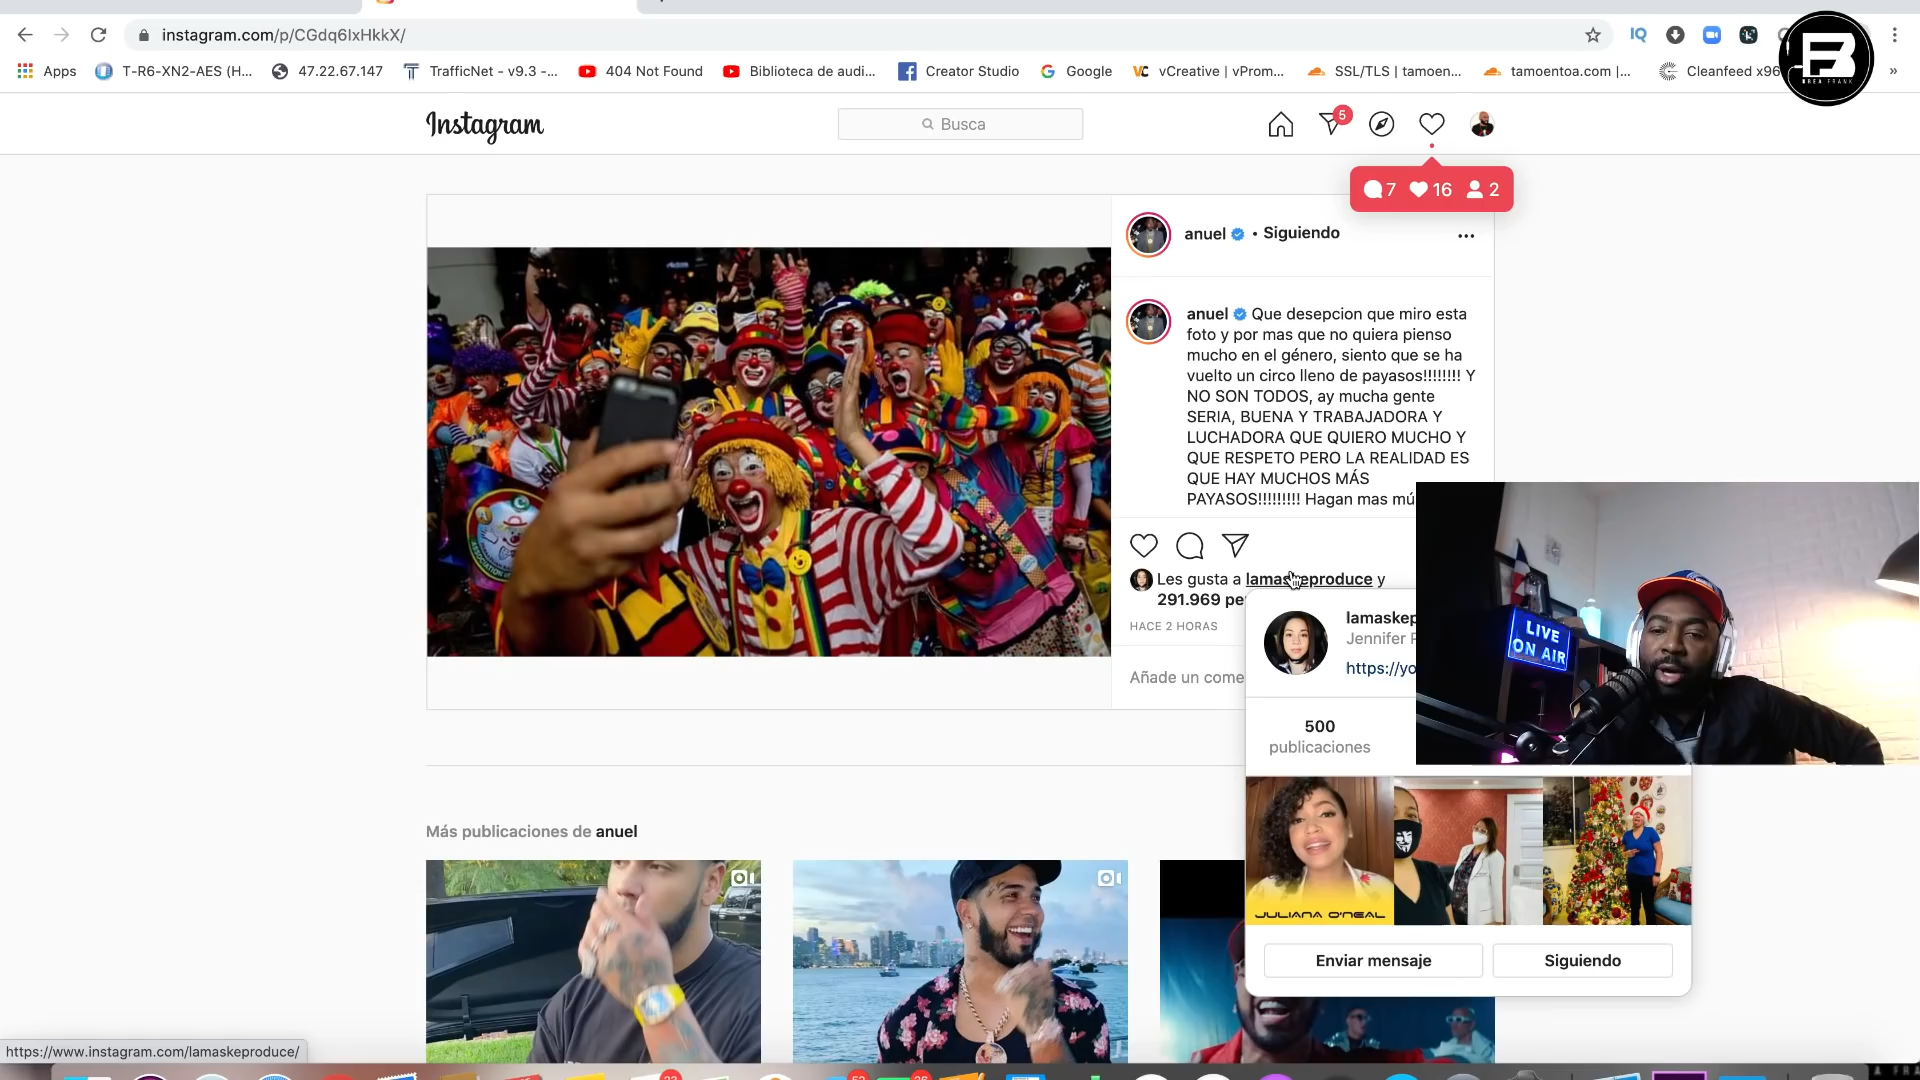 instagram.com/p/CGdq6IxHkkX/
IQ
Apps
T-R6-XN2-AES (H...
47.22.67.147
TrafficNet - v9.3 -...
404 Not Found
Biblioteca de audi...
Creator Studio
Google
vCreative | vProm...
SSL/TLS | tamoen...
tamoentoa.com |...
Cleanfeed x96
»
BREA FRANK
Instagram
Busca
5
7 16 2
anuel • Siguiendo
...
anuel Que desepcion que miro esta
foto y por mas que no quiera pienso
mucho en el género, siento que se ha
vuelto un circo lleno de payasos!!!!!!!! Y
NO SON TODOS, ay mucha gente
SERIA, BUENA Y TRABAJADORA Y
LUCHADORA QUE QUIERO MUCHO Y
QUE RESPETO PERO LA REALIDAD ES
QUE HAY MUCHOS MÁS
PAYASOS!!!!!!!!! Hagan mas mú
Les gusta a lamaskeproduce y
291.969 pe
HACE 2 HORAS
Añade un come
lamaskep
Jennifer F
https://yo
500
publicaciones
LIVE
ON AIR
JULIANA O'NEAL
Enviar mensaje
Siguiendo
Más publicaciones de anuel
https://www.instagram.com/lamaskeproduce/